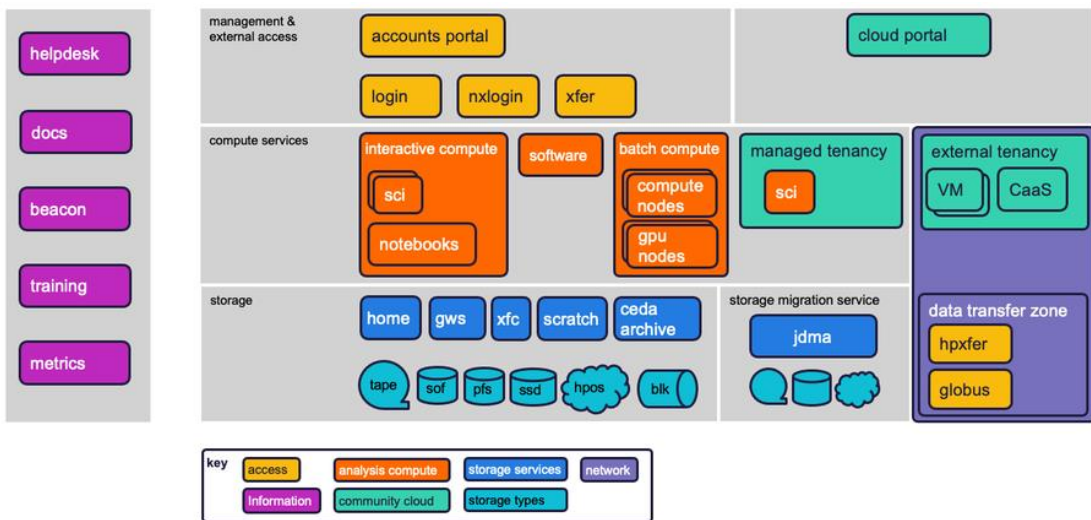 helpdesk
docs
beacon
training
metrics
management &
external access
accounts portal
login
nxlogin
xfer
cloud portal
compute services
interactive compute
sci
notebooks
software
batch compute
compute
nodes
gpu
nodes
managed tenancy
sci
external tenancy
VM
CaaS
storage
home
gws
xfc
scratch
ceda
archive
tape
sof
pfs
ssd
hpos
blk
storage migration service
jdma
data transfer zone
hpxfer
globus
key
access
analysis compute
storage services
network
Information
community cloud
storage types